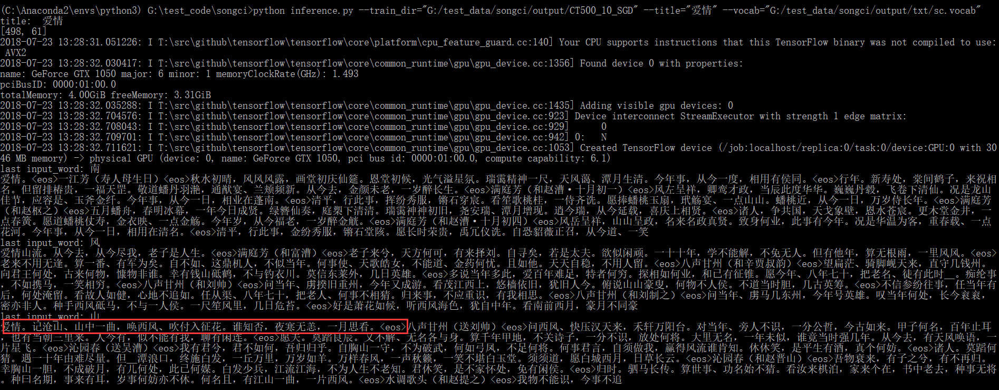 (C:\Anaconda2\envs\python3) G:\test_code\songci>python inference.py --train_dir="G:/test_data/songci/output/CT500_10_SGD" --title="爱情" --vocab="G:/test_data/songci/output/txt/sc.vocab"
title:  爱情
[498, 61]
2018-07-23 13:28:31.051226: I T:\src\github\tensorflow\tensorflow\core\platform\cpu_feature_guard.cc:140] Your CPU supports instructions that this TensorFlow binary was not compiled to use:
 AVX2
2018-07-23 13:28:32.030417: I T:\src\github\tensorflow\tensorflow\core\common_runtime\gpu\gpu_device.cc:1356] Found device 0 with properties:
name: GeForce GTX 1050 major: 6 minor: 1 memoryClockRate(GHz): 1.493
pciBusID: 0000:01:00.0
totalMemory: 4.00GiB freeMemory: 3.31GiB
2018-07-23 13:28:32.035288: I T:\src\github\tensorflow\tensorflow\core\common_runtime\gpu\gpu_device.cc:1435] Adding visible gpu devices: 0
2018-07-23 13:28:32.704576: I T:\src\github\tensorflow\tensorflow\core\common_runtime\gpu\gpu_device.cc:923] Device interconnect StreamExecutor with strength 1 edge matrix:
2018-07-23 13:28:32.708043: I T:\src\github\tensorflow\tensorflow\core\common_runtime\gpu\gpu_device.cc:929]      0
2018-07-23 13:28:32.709701: I T:\src\github\tensorflow\tensorflow\core\common_runtime\gpu\gpu_device.cc:942] 0:   N
2018-07-23 13:28:32.711621: I T:\src\github\tensorflow\tensorflow\core\common_runtime\gpu\gpu_device.cc:1053] Created TensorFlow device (/job:localhost/replica:0/task:0/device:GPU:0 with 30
46 MB memory) -> physical GPU (device: 0, name: GeForce GTX 1050, pci bus id: 0000:01:00.0, compute capability: 6.1)
last input_word: 南
爱情。<eos>一江芳（寿人母生日）<eos>秋水初晴，风风风露，画堂初庆仙筵。恩堂初候，光气溢星氛。瑞霭精神一尺，天风蔼、潭月生清。今年事，从今一度，相用有侯同。<eos>行年。新寿处，棠间鹤子，来祝相
名。但留排椿贵，一福天罡。敬道蟠丹羽滟，通猷宴、兰颊频新。从今去，金颜未老，一岁醉长生。<eos>满庭芳（和赵漕·十月初一）<eos>风左呈祥，卿鸾才政，当辰此度华华。巍巍丹毂，飞卷下清仙。况是龙山
佳节，应容是、玉斧金纤。今年事，从今一日，相业在蓬南。<eos>清平，行此事，挥纷秀服，锵石穿宸。看笙歌桃桂，一侍齐诜。愿捧蟠桃玉扇，玳觞宴、一点山山。蟠桃近，从今一日，万岁侍长年。<eos>满庭芳
（和赵枢之）<eos>五月蟠舟，春明冰幕，一年今日成贤。绿簪仙奏，庭槊下清清。瑞霭神神初旧，尧安瑞、潭月增现。逍今瑞，从今延载，喜庆上相贤。<eos>诸人，争共国，天戈象壁，恩水苍宸。更木堂金井，一
点春簧。愿道蟠桃仗寿，金衣映、一点金觞。今年岁，从今福老，一岁醉金觥。<eos>满庭芳（和赵漕·十月初四）<eos>风岳呈祥，山山呈政，名来名政真贤。致身何业，此事有今年。况是华温为客，重春载、一点
花河。今年事，从今一日，相用在清名。<eos>清平，行此事，金纷秀服，锵石堂陔。愿长时荣贵，禹冗仪诜。自恐貂薇正召，从今道、一笑
last input_word: 风
爱情山流。从今去，从今尽我，老子是人生。<eos>满庭芳（和富漕）<eos>老子来兮，天方何可，有来择刘。自寻矣，若是太夫。欲似闲顽。一十十年，学不能解，不免无人。但有他年，算无根雨，一里风风。<eos>
老来不用无逢。算一番、有军为矣。自不如、这鼎机人，不似当年。何事使、天歌皓女，不能道、金药何忧。且如他。天天自稳，不用人留。<eos>八声甘州（和辛贾叔韵）<eos>望扁茫、骑脚岘天来，直守几钱州。
向君王何处，古来何物，慷物非谁。幸有钱山砥鹤，不与钓衣川。莫信东莱外，几日英雄。<eos>多说当年多此，爱百年难足，特者何穷。探相如何业，和已有征锥。愿今年、八年七十，把老名、徒有此时__。痴纶事
，不如携马，一笑相穷。<eos>八声甘州（和刘帅）<eos>问当年、虏揆旧重州，今年又成游。看茂江西上，悠樯依旧，犹旧人今。俯说山山豪叟，何物不人侯。不道当时胆，几古英筹。<eos>不信参纷往事，任当年有
后，何处淹留。看故人如健，心地不追如。任从渠、八年七十，把老人、何事不相猜。归来事，不应重识，有我相思。<eos>八声甘州（和刘制之）<eos>问当年、虏马几东州，今年号英雄。叹当年何处，长今衮衮，
密亦非人。种手西风砥马，不与一人侯。一尺笙风里，几日危苔。<eos>好是萧花如候，听西风海色，犹自中年。看南前西月，豪月不同豪
last input_word: 山
爱情。记沧山、山中一曲，唤西风、吹付入征花。谁知否，夜寒无恙，一月思看。<eos>八声甘州（送刘帅）<eos>问西风、快压汉天来，禾轩万阳台。对当年、旁人不识，一分公哲，今古如来。甲子何名，百年止耳
，也有当朝三里来。人今有，似不能有我，聊有闲莲。<eos>愿天。莫蹈良辰。又不解、无名各与身。算千年甲地，不关诗子，一分不识，放处何将。大里无名，一年未似，谁竟当时强几年。从今去，有天风唤语，一
片星飞。<eos>沁园春（送吴漕）<eos>我有君兮，君不如何，吾归归乎。自胸山一守，不为破武，何如弓凤，不足何将。何事君言，自须做我，赢得风流谁肯知。休休笑，是平生有酒，真个何妨。<eos>诸人。莫蹈何
猜。遇一十年由难尽量。但__潭浪口，终施白发，一丘万里，万岁如羊。万样春风，一声秋籁，一笑不堪白玉堂。须须道，愿白城西月，日草长云。<eos>沁园春（和赵晋山）<eos>吾物衰来，有子之兮，有不再归。
幸胸山一胆，不成破月，有几何处，此已何媒。白发少兵，江流江海，不为人生不老知。君休笑，是不家怀处，免有闲侯。<eos>归时。驷马长传。算世事、功名始不猜。看汝来棋泊，家来个在，书中老去，种事无将
。种曰名期，事来有耳，岁事何妨亦不休。何名且，有江山一曲，一片西风。<eos>水调歌头（和赵提之）<eos>我物不能识，今事不追